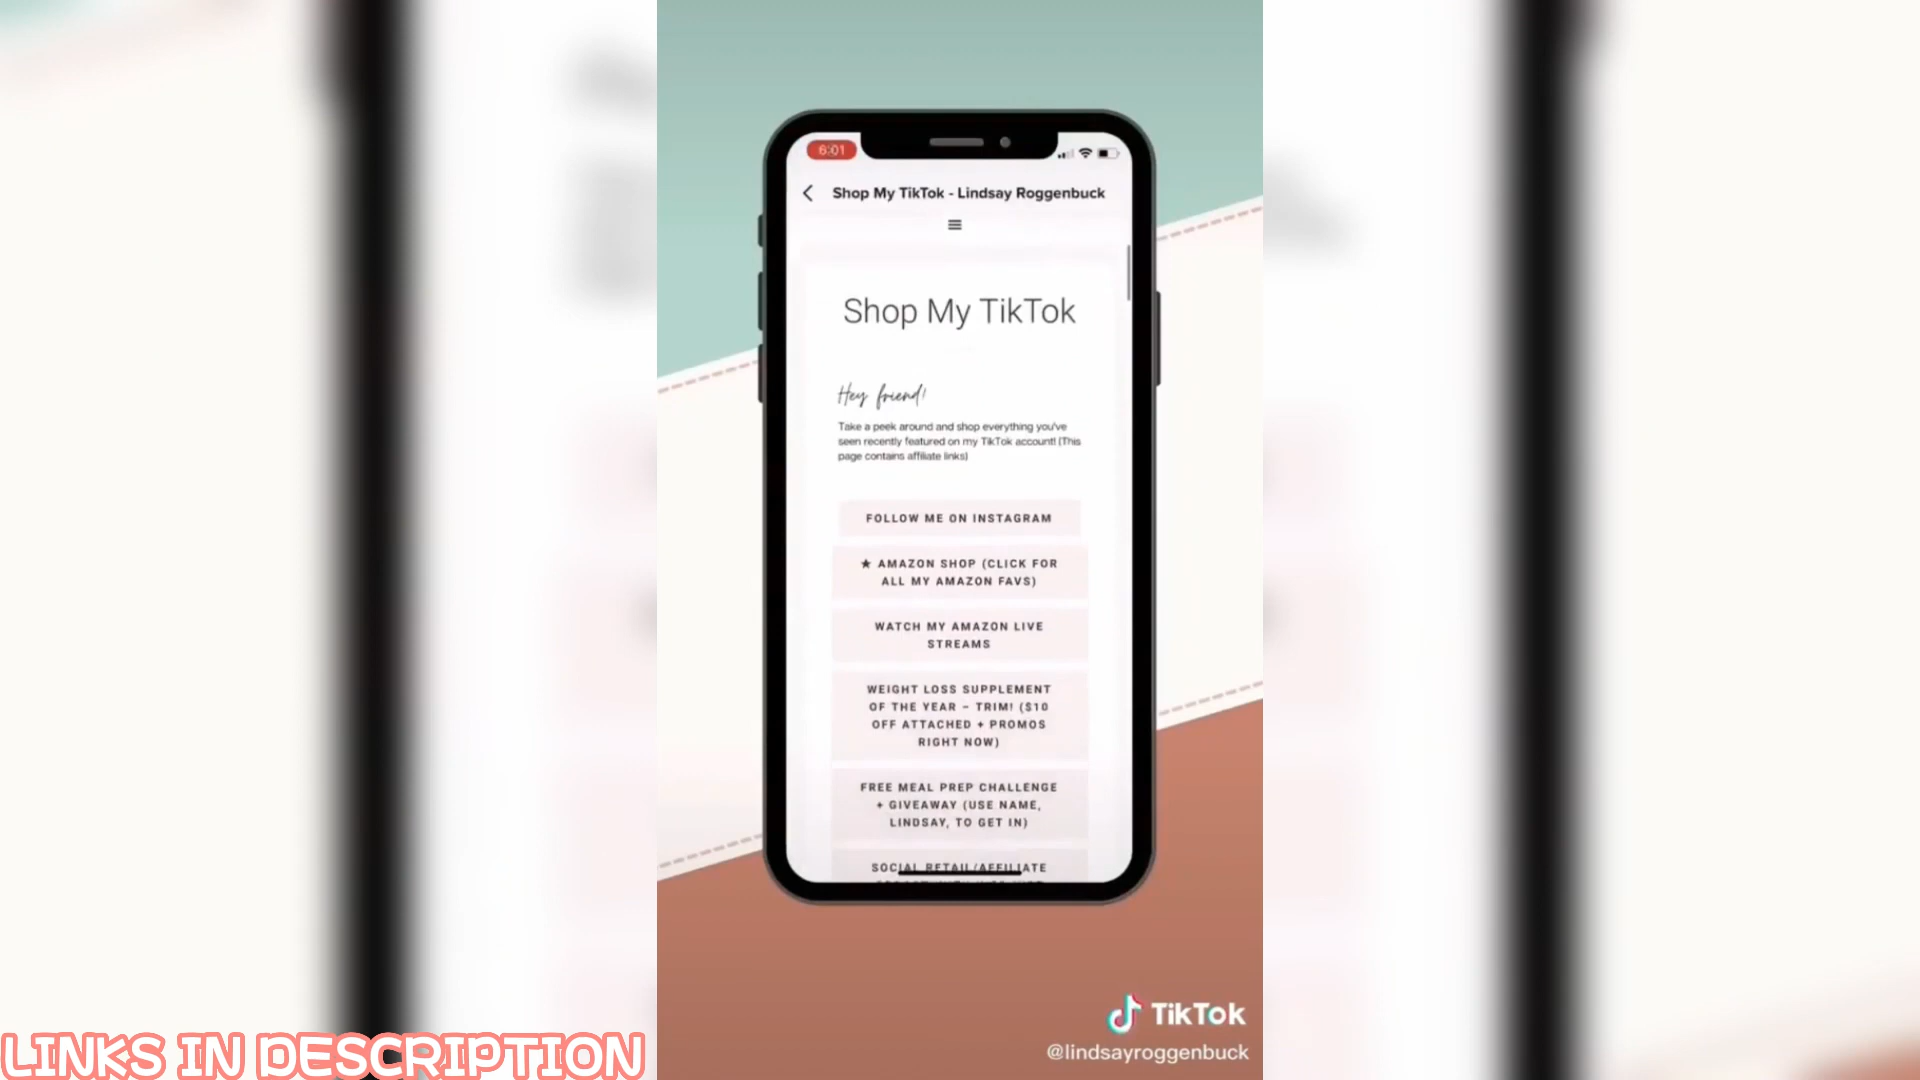 6:01
Shop My TikTok - Lindsay Roggenbuck
Shop My TikTok
Hey friend!
Take a peek around and shop everything you've
seen recently featured on my TikTok account! (This
page contains affiliate links)
FOLLOW ME ON INSTAGRAM
★ AMAZON SHOP (CLICK FOR
ALL MY AMAZON FAVS)
WATCH MY AMAZON LIVE
STREAMS
WEIGHT LOSS SUPPLEMENT
OF THE YEAR – TRIM! ($10
OFF ATTACHED + PROMOS
RIGHT NOW)
FREE MEAL PREP CHALLENGE
+ GIVEAWAY (USE NAME,
LINDSAY, TO GET IN)
SOCIAL RETAIL/AFFILIATE
TikTok
@lindsayroggenbuck
LINKS IN DESCRIPTION